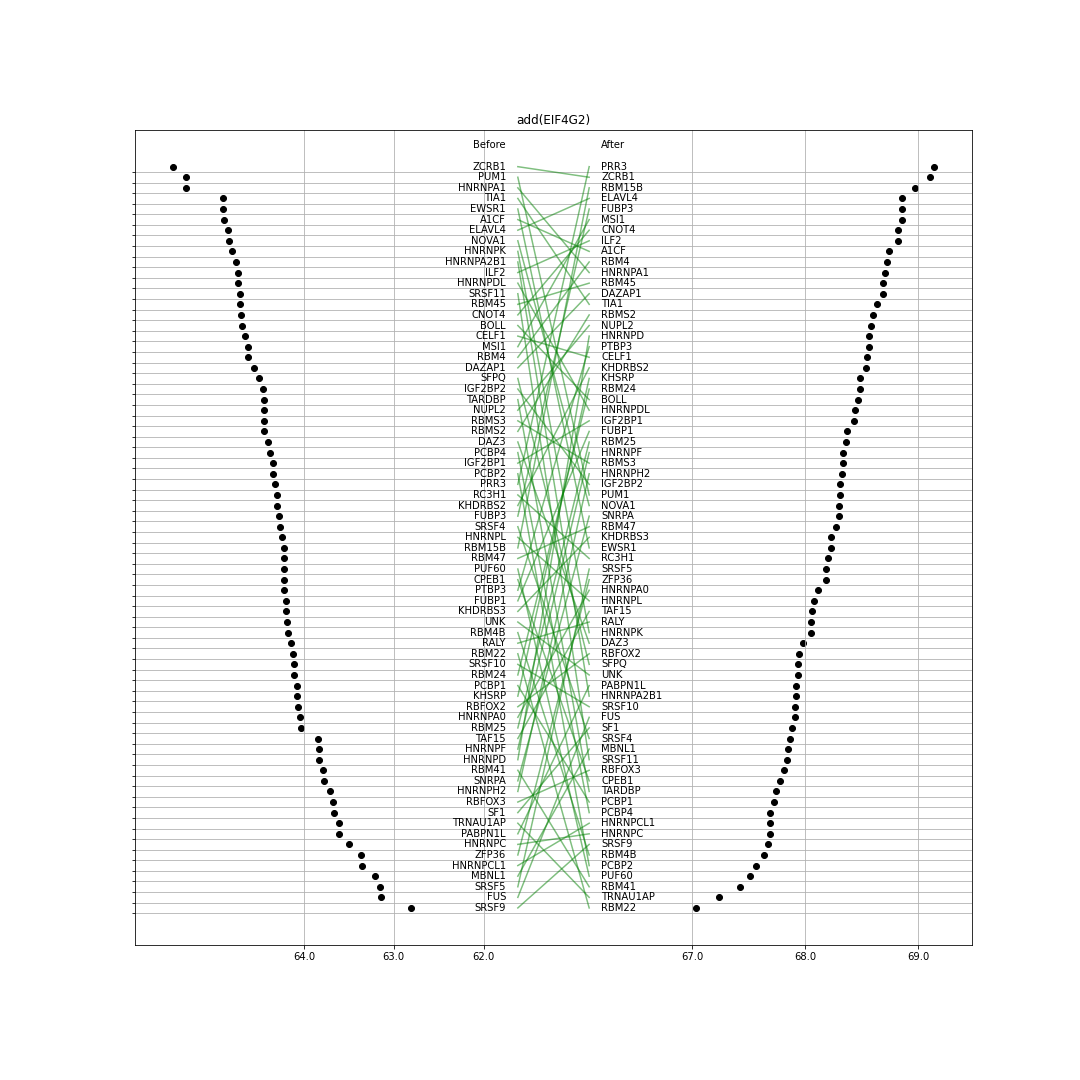 add(EIF4G2)
Before After
ZCRB1 PRR3
PUM1 ZCRB1
HNRNPA1 RBM15B
TIA1 ELAVL4
EWSR1 FUBP3
A1CF MSI1
ELAVL4 CNOT4
NOVA1 ILF2
HNRNPK A1CF
HNRNPA2B1 RBM4
ILF2 HNRNPA1
HNRNPDL RBM45
SRSF11 DAZAP1
RBM45 TIA1
CNOT4 RBMS2
BOLL NUPL2
CELF1 HNRNPD
MSI1 PTBP3
RBM4 CELF1
DAZAP1 KHDRBS2
SFPQ KHSRP
IGF2BP2 RBM24
TARDBP BOLL
NUPL2 HNRNPDL
RBMS3 IGF2BP1
RBMS2 FUBP1
DAZ3 RBM25
PCBP4 HNRNPF
IGF2BP1 RBMS3
PCBP2 HNRNPH2
PRR3 IGF2BP2
RC3H1 PUM1
KHDRBS2 NOVA1
FUBP3 SNRPA
SRSF4 RBM47
HNRNPL KHDRBS3
RBM15B EWSR1
RBM47 RC3H1
PUF60 SRSF5
CPEB1 ZFP36
PTBP3 HNRNPA0
FUBP1 HNRNPL
KHDRBS3 TAF15
UNK RALY
RBM4B HNRNPK
RALY DAZ3
RBM22 RBFOX2
SRSF10 SFPQ
RBM24 UNK
PCBP1 PABPN1L
KHSRP HNRNPA2B1
RBFOX2 SRSF10
HNRNPA0 FUS
RBM25 SF1
TAF15 SRSF4
HNRNPF MBNL1
HNRNPD SRSF11
RBM41 RBFOX3
SNRPA CPEB1
HNRNPH2 TARDBP
RBFOX3 PCBP1
SF1 PCBP4
TRNAU1AP HNRNPCL1
PABPN1L HNRNPC
HNRNPC SRSF9
ZFP36 RBM4B
HNRNPCL1 PCBP2
MBNL1 PUF60
SRSF5 RBM41
FUS TRNAU1AP
SRSF9 RBM22
64.0 63.0 62.0 67.0 68.0 69.0